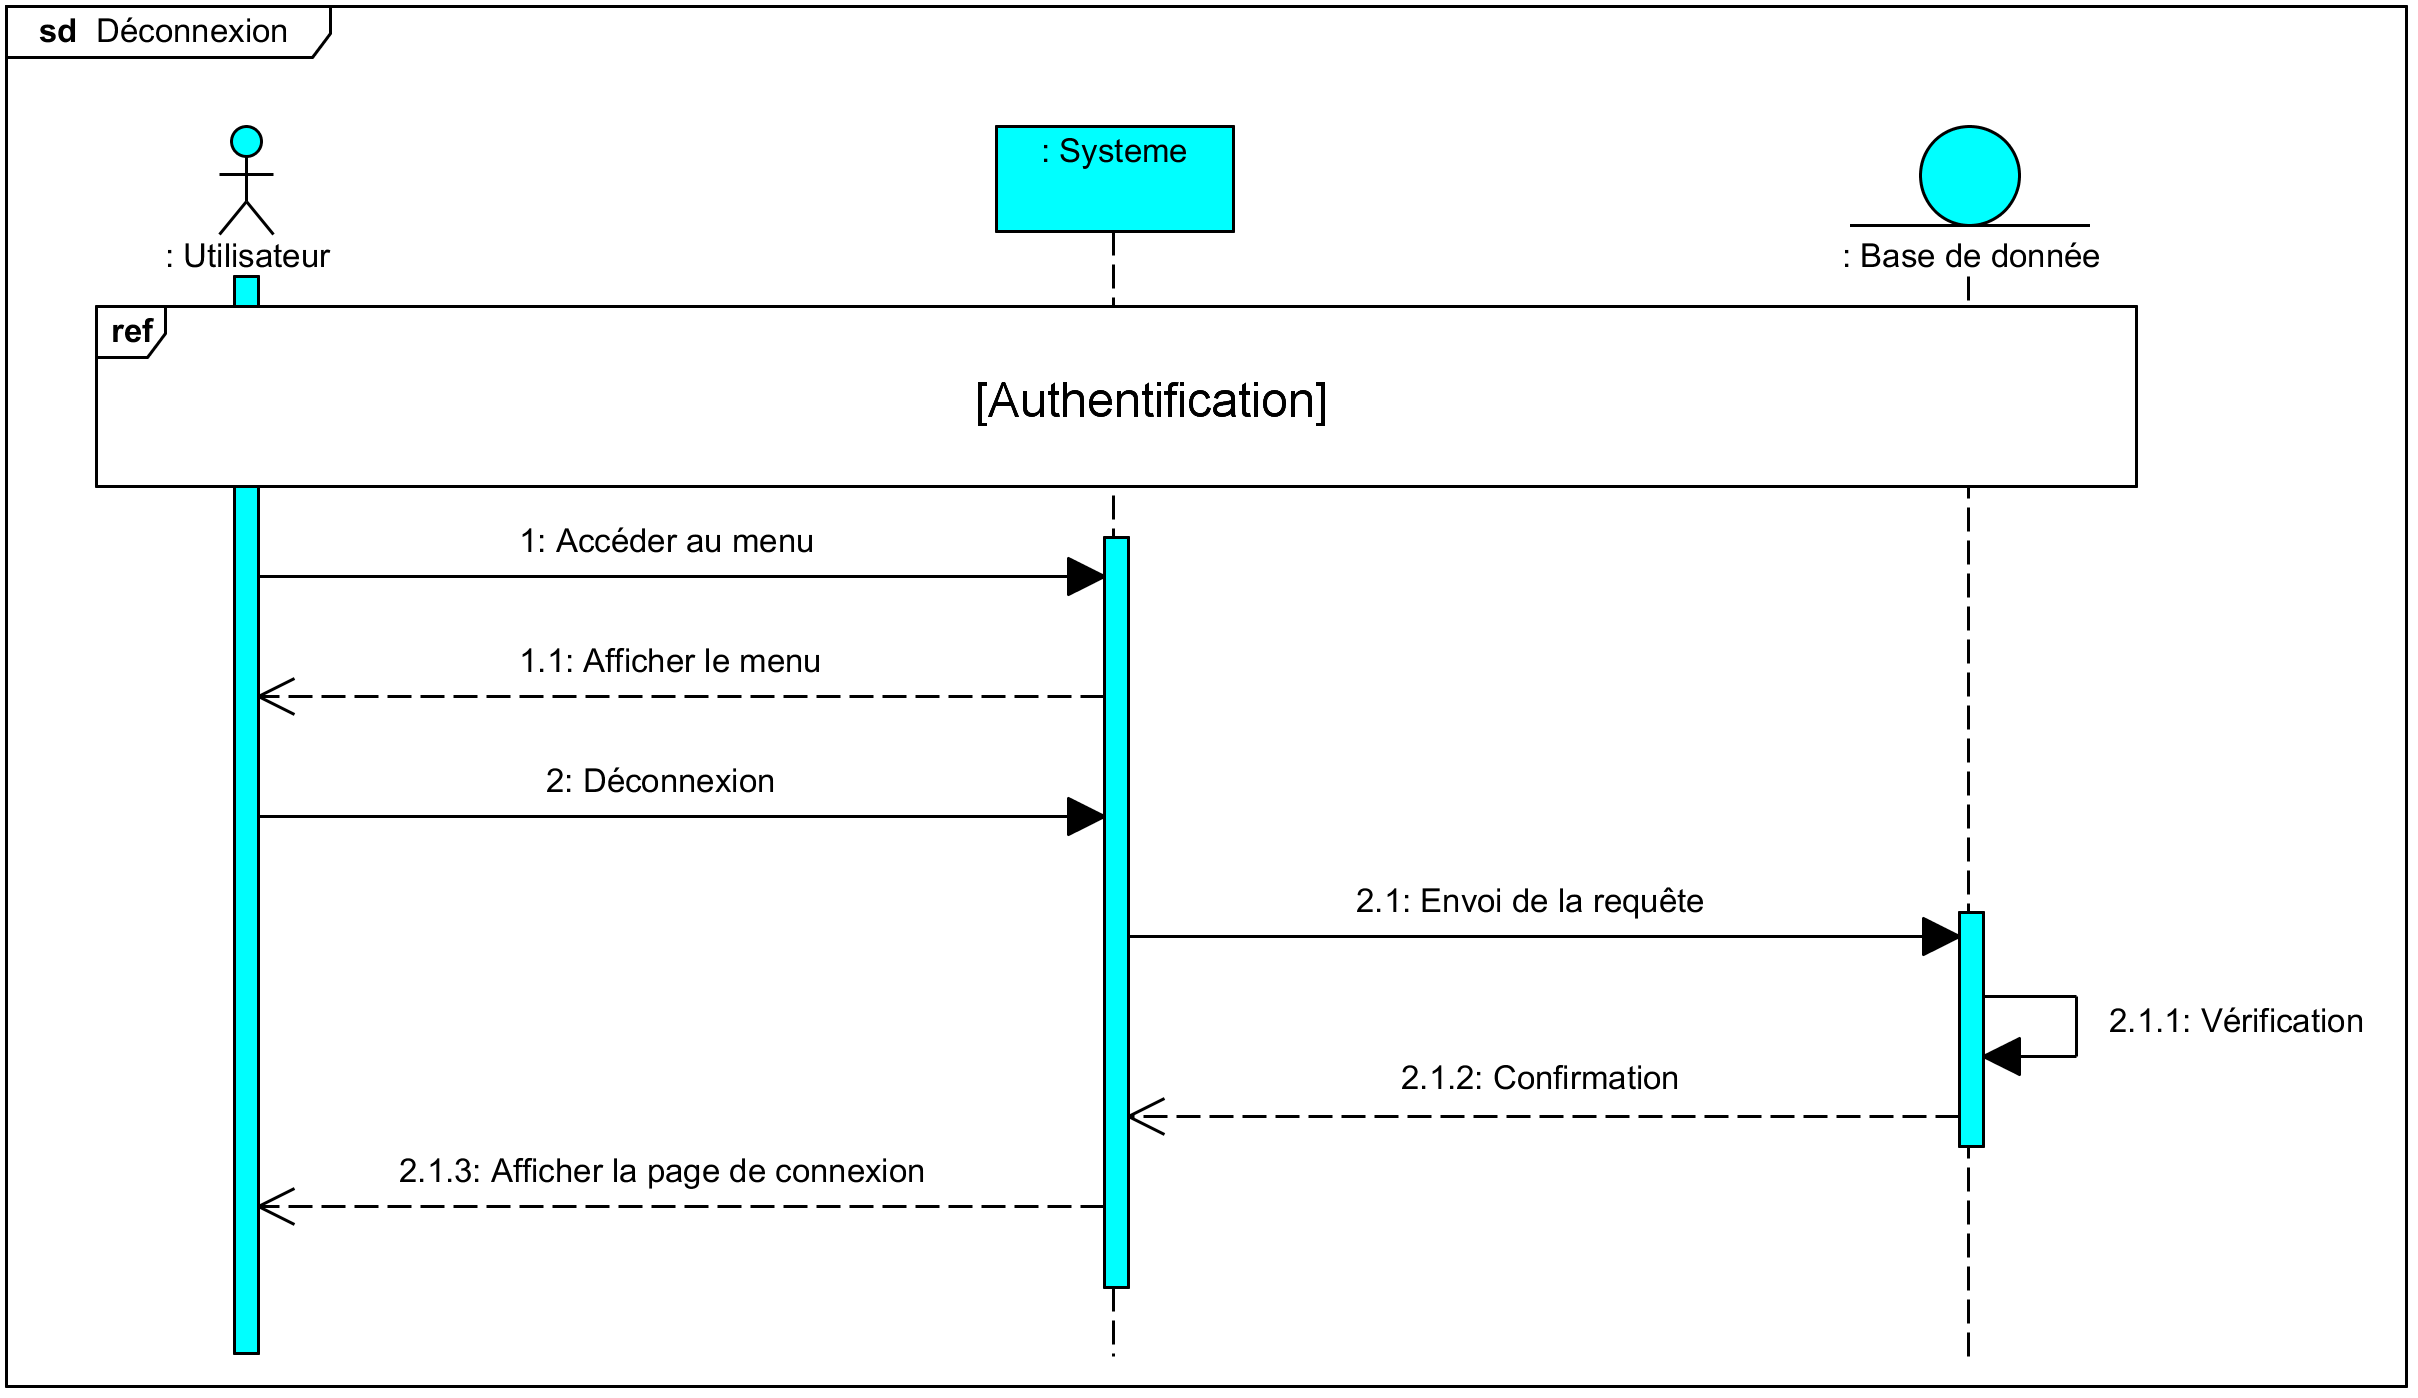 sd Déconnexion
: Utilisateur
: Systeme
: Base de donnée
ref
[Authentification]
1: Accéder au menu
1.1: Afficher le menu
2: Déconnexion
2.1: Envoi de la requête
2.1.1: Vérification
2.1.2: Confirmation
2.1.3: Afficher la page de connexion